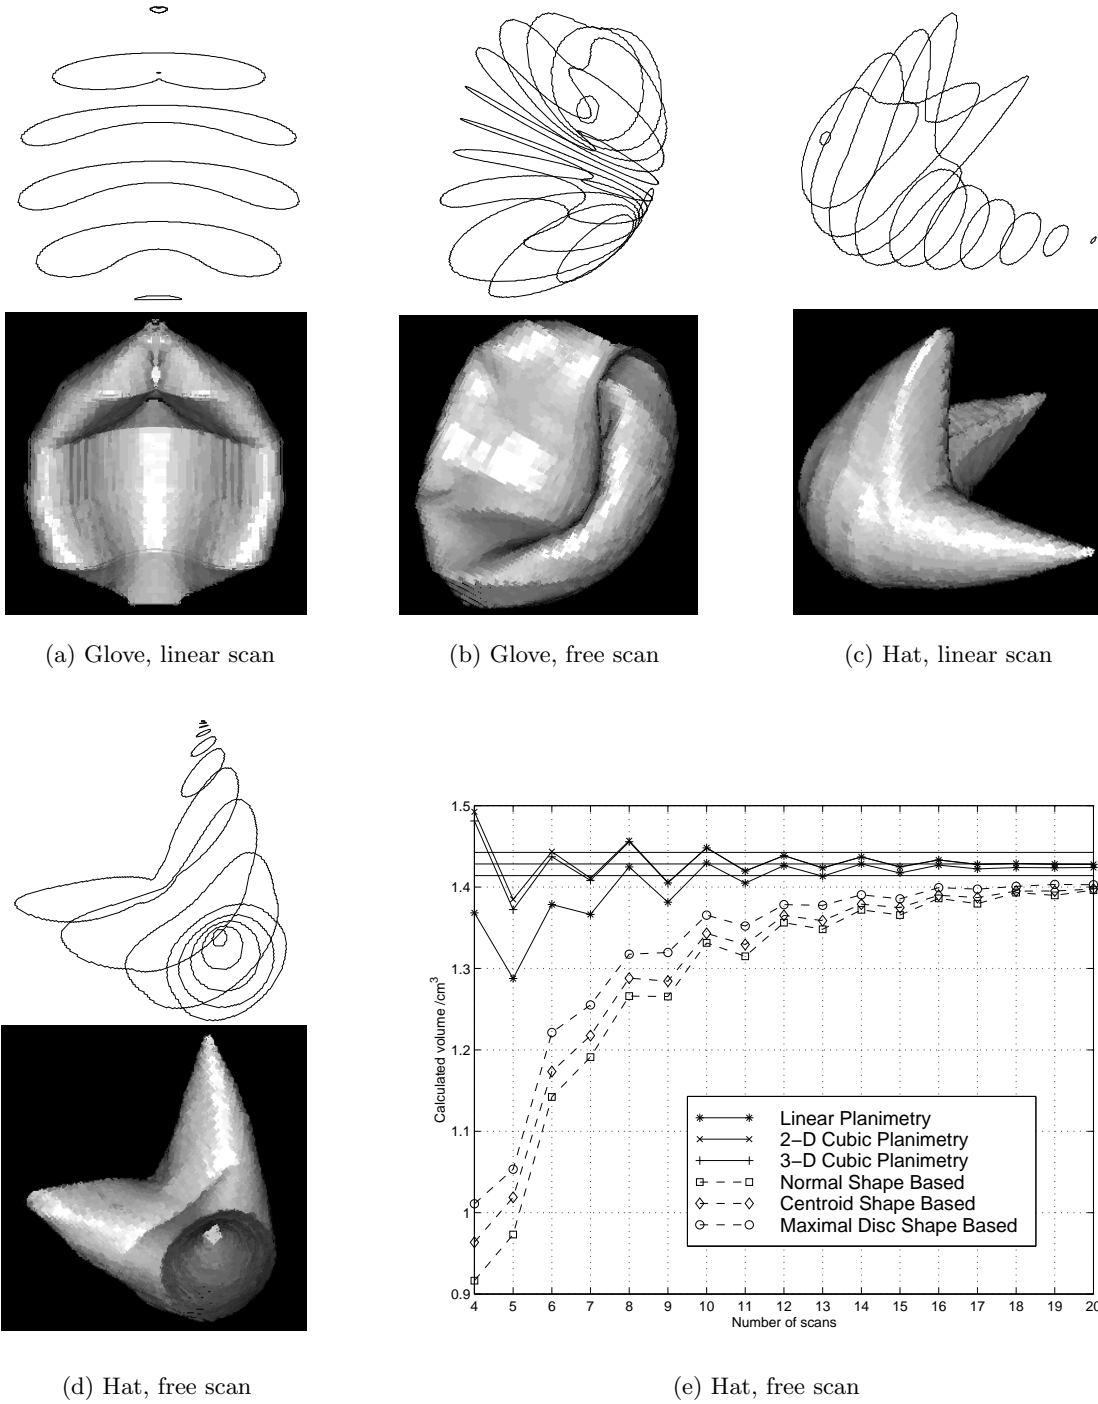 (a) Glove, linear scan
(b) Glove, free scan
(c) Hat, linear scan
1.5
1.4
1.3
1.2
1.1
1
0.9
Calculated volume /cm³
4 5 6 7 8 9 10 11 12 13 14 15 16 17 18 19 20
Number of scans
Linear Planimetry
2−D Cubic Planimetry
3−D Cubic Planimetry
Normal Shape Based
Centroid Shape Based
Maximal Disc Shape Based
(d) Hat, free scan
(e) Hat, free scan